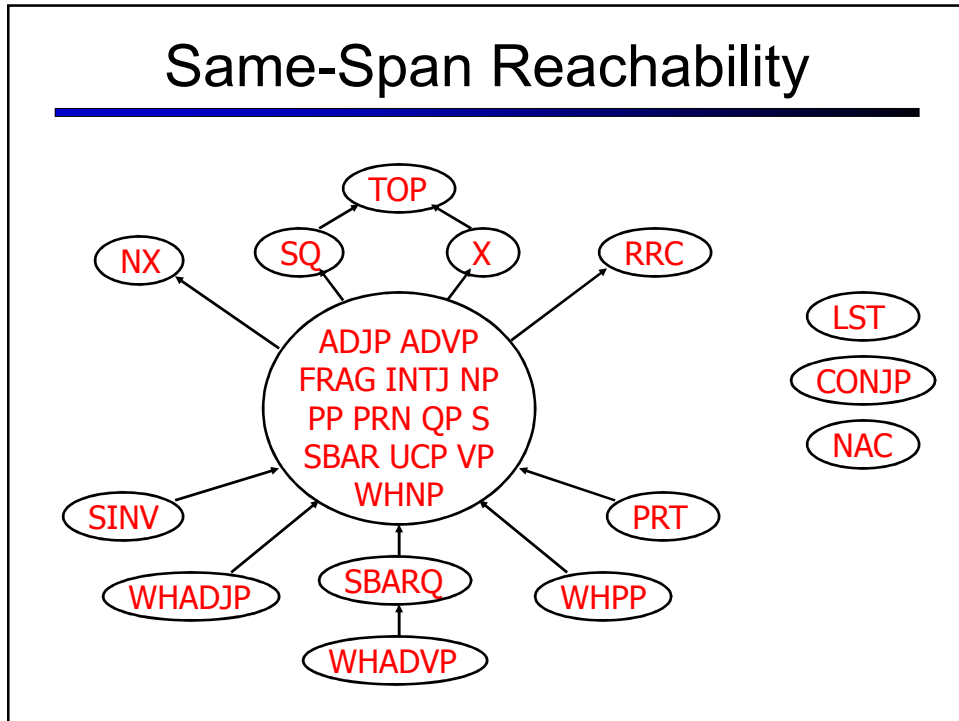 Same-Span Reachability
TOP
NX
SQ
X
RRC
ADJP ADVP
FRAG INTJ NP
PP PRN QP S
SBAR UCP VP
WHNP
LST
CONJP
NAC
SINV
PRT
WHADJP
SBARQ
WHPP
WHADVP